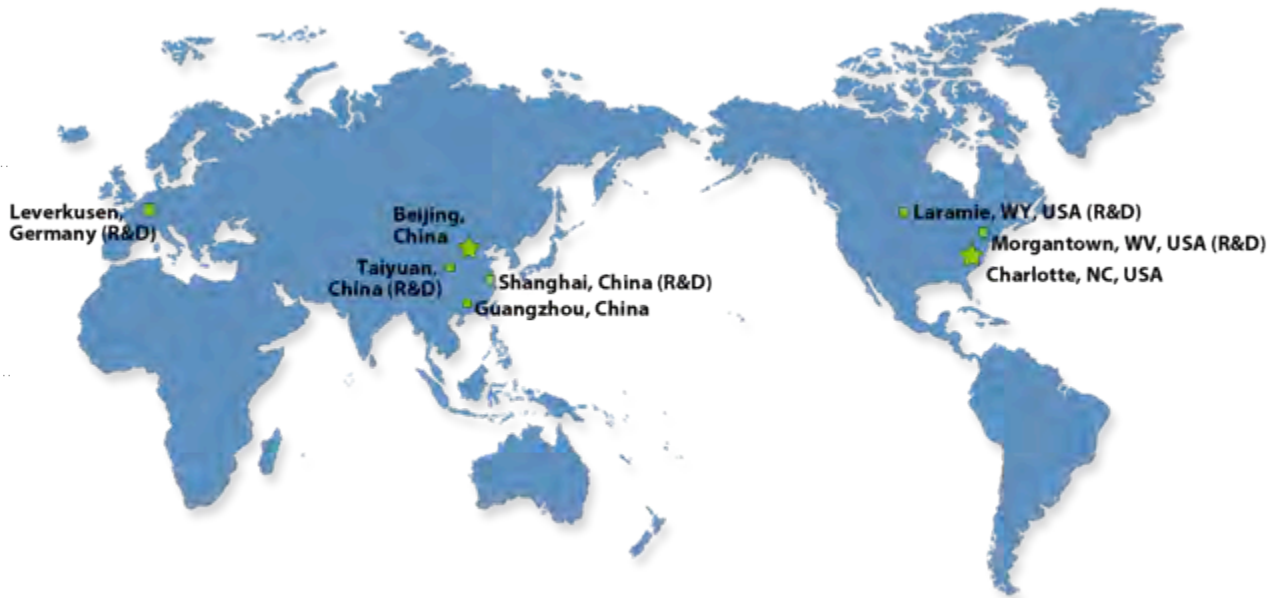 Leverkusen,
Germany (R&D)
Beijing,
China
Taiyuan,
China (R&D)
Shanghai, China (R&D)
Guangzhou, China
Laramie, WY, USA (R&D)
Morgantown, WV, USA (R&D)
Charlotte, NC, USA